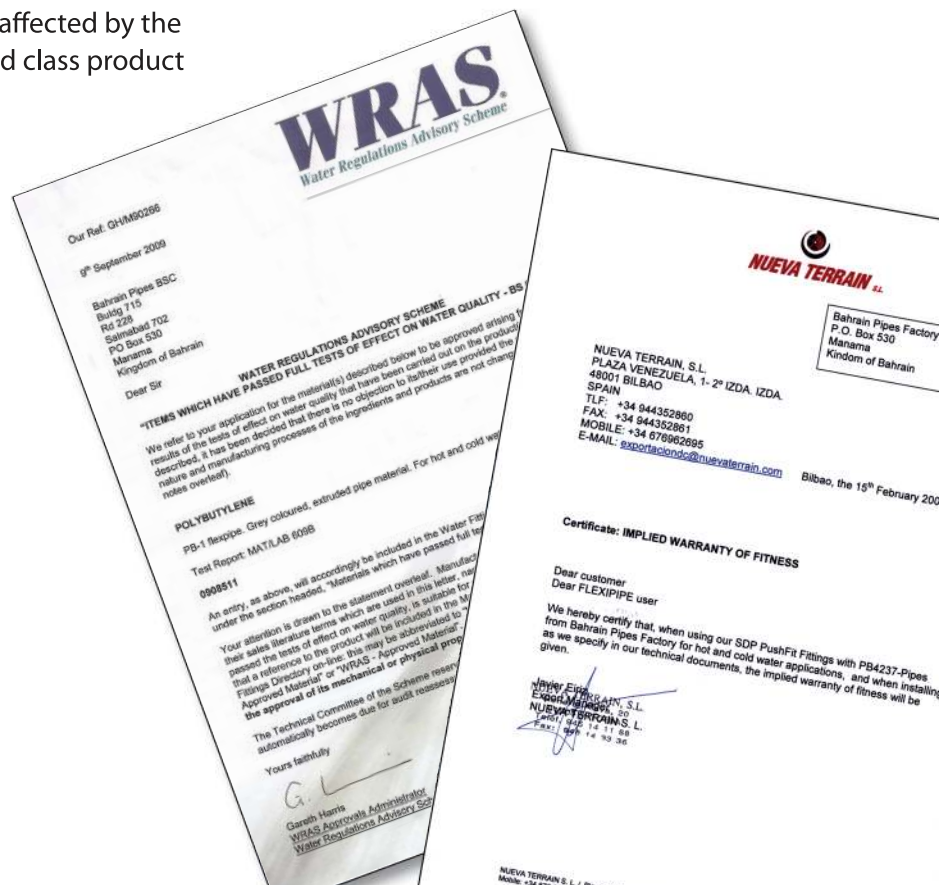 affected by the
d class product
WRAS
Water Regulations Advisory Scheme
Our Ref: GH/M90266
9th September 2009
Bahrain Pipes BSC
Buldg 715
Rd 228
Salmabad 702
PO Box 530
Manama
Kingdom of Bahrain
Dear Sir
WATER REGULATIONS ADVISORY SCHEME
"ITEMS WHICH HAVE PASSED FULL TESTS OF EFFECT ON WATER QUALITY - BS
We refer to your application for the material(s) described below to be approved arising
results of the tests of effect on water quality that have been carried out on the
described, it has been decided that there is no objection to its/their use provided the
nature and manufacturing processes of the ingredients and products are not
notes overleaf).
POLYBUTYLENE
PB-1 flexpipe. Grey coloured, extruded pipe material. For hot and cold
Test Report: MAT/LAB 609B
0908511
An entry, as above, will accordingly be included in the Water
under the section headed, "Materials which have passed full
Your attention is drawn to the statement overleaf.
their sales literature terms which are used in this letter,
passed the tests of effect on water quality, is suitable for
that a reference to the product will be included in the
Fittings Directory on-line: this may be abbreviated to
Approved Material" or "WRAS - Approved Material"
the approval of its mechanical or physical
The Technical Committee of the Scheme
automatically becomes due for audit
Yours faithfully
Gareth Harris
WRAS Approvals Administrator
Water Regulations Advisory
NUEVA TERRAIN S.L.
Bahrain Pipes Factory
P.O. Box 530
Manama
Kindom of Bahrain
NUEVA TERRAIN, S.L.
PLAZA VENEZUELA, 1- 2º IZDA. IZDA.
48001 BILBAO
SPAIN
TLF: +34 944352860
FAX: +34 944352861
MOBILE: +34 676962695
E-MAIL: exportaciondc@nuevaterrain.com
Bilbao, the 15th February 200
Certificate: IMPLIED WARRANTY OF FITNESS
Dear customer
Dear FLEXIPIPE user
We hereby certify that, when using our SDP PushFit Fittings with PB4237-Pipes
from Bahrain Pipes Factory for hot and cold water applications, and when installing
as we specify in our technical documents, the implied warranty of fitness will be
given.
Javier
Export Manager
NUEVA TERRAIN S. L.
NUEVA TERRAIN S. L.